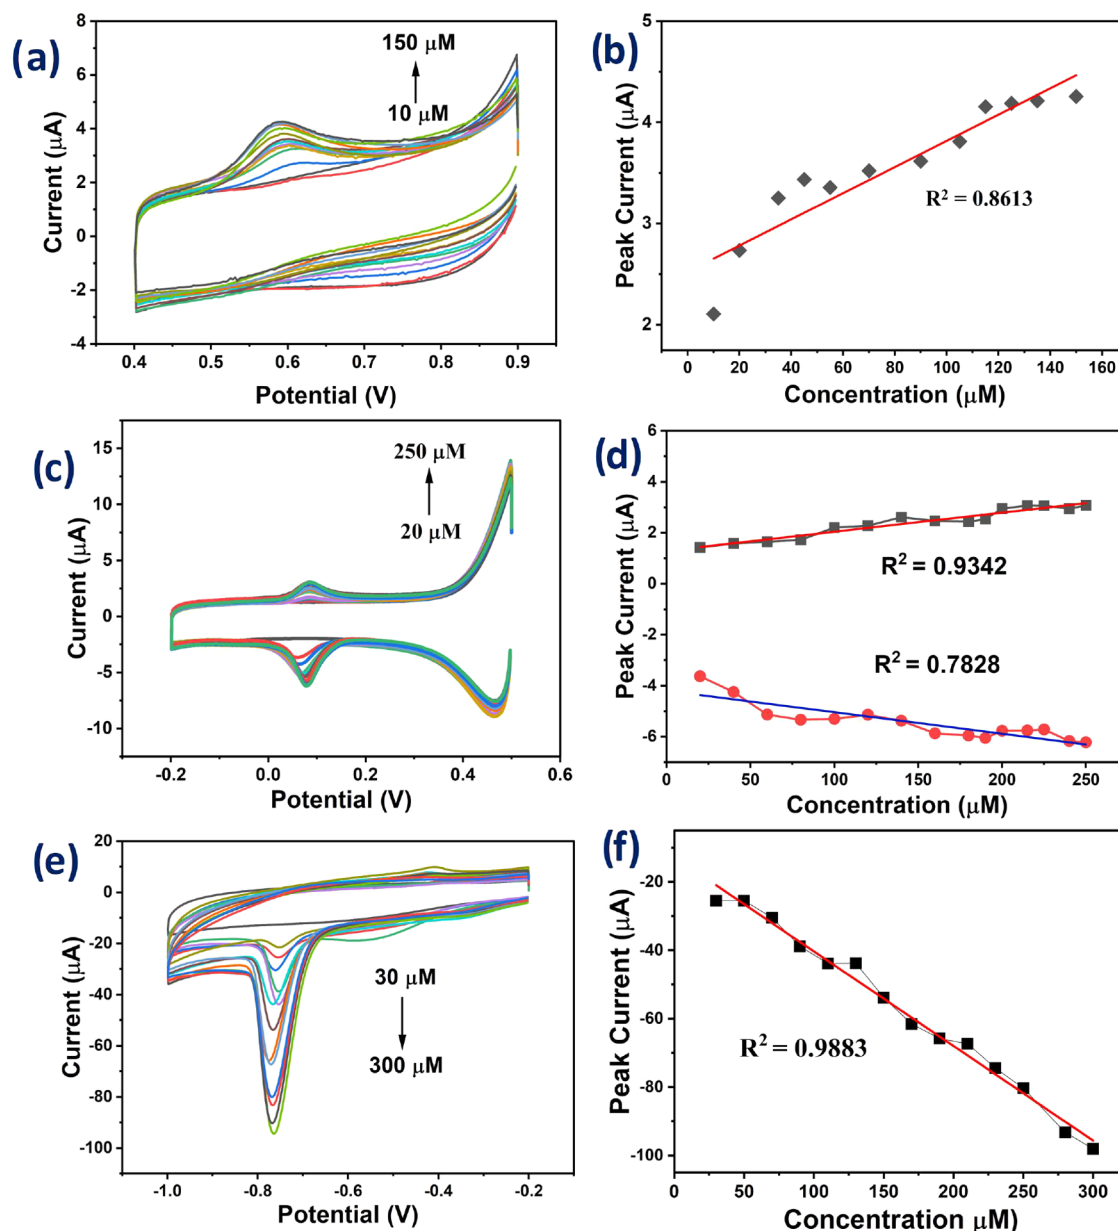 (a)
8
6
4
2
0
-2
-4
Current (μA)
150 μM
10 μM
0.4 0.5 0.6 0.7 0.8 0.9
Potential (V)
(b)
5
4
3
2
Peak Current (μA)
R² = 0.8613
0 20 40 60 80 100 120 140 160
Concentration (μM)
(c)
15
10
5
0
-5
-10
Current (μA)
250 μM
20 μM
-0.2 0.0 0.2 0.4 0.6
Potential (V)
(d)
6
4
2
0
-2
-4
-6
Peak Current (μA)
R² = 0.9342
R² = 0.7828
0 50 100 150 200 250
Concentration (μM)
(e)
20
0
-20
-40
-60
-80
-100
Current (μA)
30 μM
300 μM
-1.0 -0.8 -0.6 -0.4 -0.2
Potential (V)
(f)
-20
-40
-60
-80
-100
Peak Current (μA)
R² = 0.9883
0 50 100 150 200 250 300
Concentration μM)